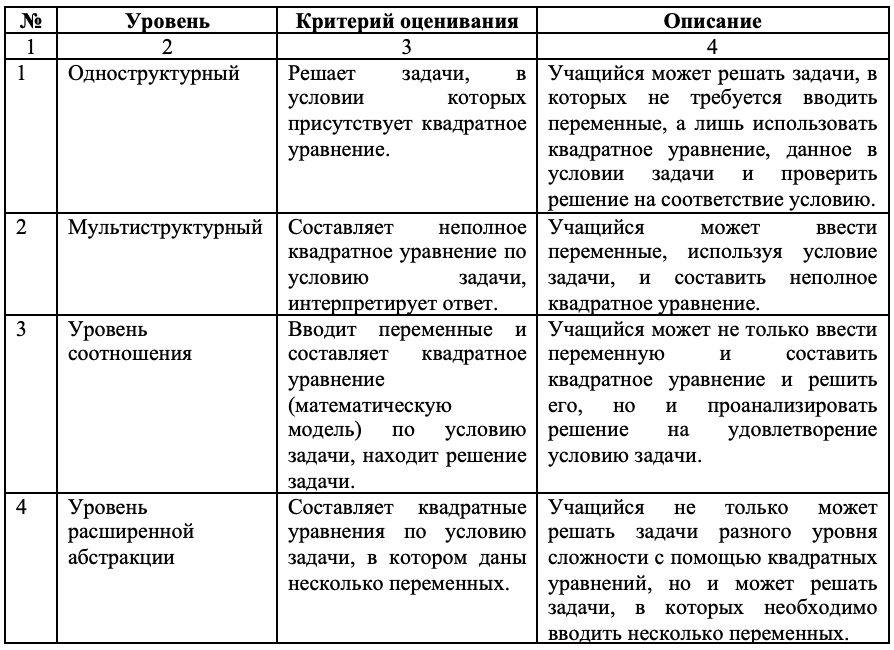 № Уровень Критерий оценивания Описание
1 2 3 4
1 Одноструктурный Решает задачи, в условии которых присутствует квадратное уравнение. Учащийся может решать задачи, в которых не требуется вводить переменные, а лишь использовать квадратное уравнение, данное в условии задачи и проверить решение на соответствие условию.
2 Мультиструктурный Составляет неполное квадратное уравнение по условию задачи, интерпретирует ответ. Учащийся может ввести переменные, используя условие задачи, и составить неполное квадратное уравнение.
3 Уровень соотношения Вводит переменные и составляет квадратное уравнение (математическую модель) по условию задачи, находит решение задачи. Учащийся может не только ввести переменную и составить квадратное уравнение и решить его, но и проанализировать решение на удовлетворение условию задачи.
4 Уровень расширенной абстракции Составляет квадратные уравнения по условию задачи, в котором даны несколько переменных. Учащийся не только может решать задачи разного уровня сложности с помощью квадратных уравнений, но и может решать задачи, в которых необходимо вводить несколько переменных.